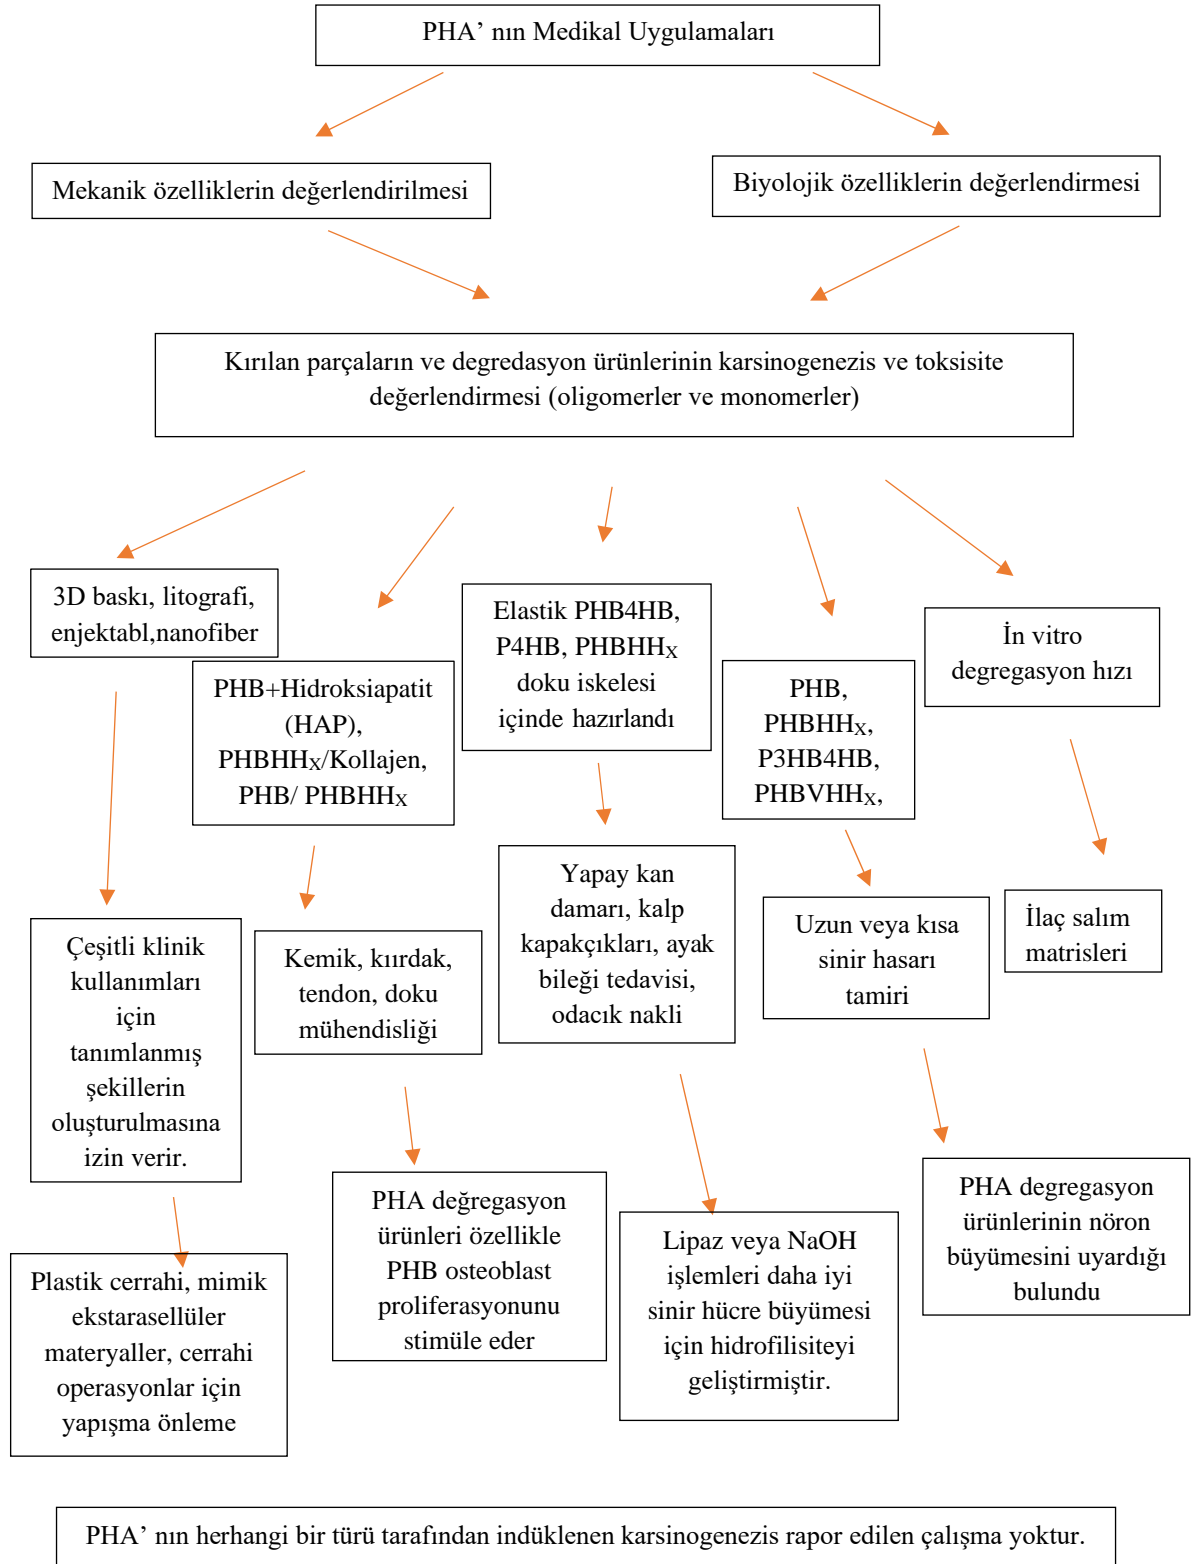 PHA’ nın Medikal Uygulamaları
Mekanik özelliklerin değerlendirilmesi
Biyolojik özelliklerin değerlendirmesi
Kırılan parçaların ve degredasyon ürünlerinin karsinogenezis ve toksisite
değerlendirmesi (oligomerler ve monomerler)
3D baskı, litografi,
enjektabl,nanofiber
PHB+Hidroksiapatit
(HAP),
PHBHHX/Kollajen,
PHB/ PHBHHX
Elastik PHB4HB,
P4HB, PHBHHX
doku iskelesi
içinde hazırlandı
PHB,
PHBHHX,
P3HB4HB,
PHBVHHX,
İn vitro
degregasyon hızı
Çeşitli klinik
kullanımları
için
tanımlanmış
şekillerin
oluşturulmasına
izin verir.
Kemik, kıırdak,
tendon, doku
mühendisliği
Yapay kan
damarı, kalp
kapakçıkları, ayak
bileği tedavisi,
odacık nakli
Uzun veya kısa
sinir hasarı
tamiri
İlaç salım
matrisleri
Plastik cerrahi, mimik
ekstarasellüler
materyaller, cerrahi
operasyonlar için
yapışma önleme
PHA değregasyon
ürünleri özellikle
PHB osteoblast
proliferasyonunu
stimüle eder
Lipaz veya NaOH
işlemleri daha iyi
sinir hücre büyümesi
için hidrofilisiteyi
geliştirmiştir.
PHA degregasyon
ürünlerinin nöron
büyümesini uyardığı
bulundu
PHA’ nın herhangi bir türü tarafından indüklenen karsinogenezis rapor edilen çalışma yoktur.